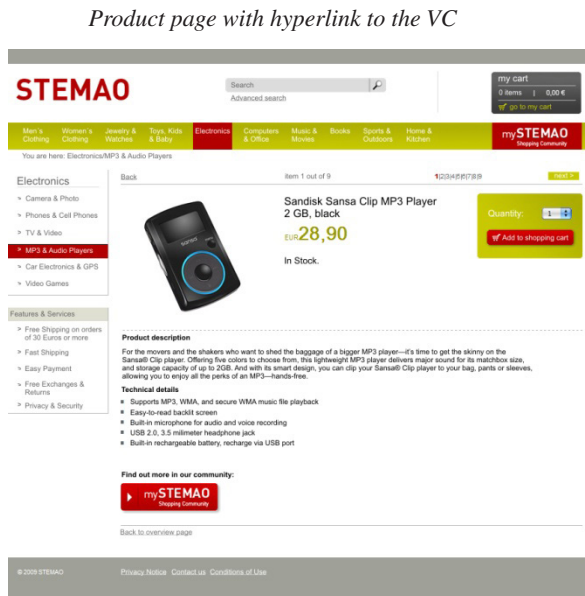 Product page with hyperlink to the VC
STEMAO
Search
Advanced search
my cart
0 items | 0,00 €
go to my cart
Men's Clothing
Women's Clothing
Jewelry & Watches
Toys, Kids & Baby
Electronics
Computers & Office
Music & Movies
Books
Sports & Outdoors
Home & Kitchen
mySTEMAO
Shopping Community
You are here: Electronics/MP3 & Audio Players
Electronics
> Camera & Photo
> Phones & Cell Phones
> TV & Video
> MP3 & Audio Players
> Car Electronics & GPS
> Video Games
Features & Services
> Free Shipping on orders
of 30 Euros or more
> Fast Shipping
> Easy Payment
> Free Exchanges &
Returns
> Privacy & Security
Back
item 1 out of 9
1|2|3|4|5|6|7|8|9
next >
sansa
Sandisk Sansa Clip MP3 Player
2 GB, black
EUR28,90
In Stock.
Quantity: 1
Add to shopping cart
Product description
For the movers and the shakers who want to shed the baggage of a bigger MP3 player—it's time to get the skinny on the
Sansa® Clip player. Offering five colors to choose from, this lightweight MP3 player delivers major sound for its matchbox size,
and storage capacity of up to 2GB. And with its smart design, you can clip your Sansa® Clip player to your bag, pants or sleeves,
allowing you to enjoy all the perks of an MP3—hands-free.
Technical details
Supports MP3, WMA, and secure WMA music file playback
Easy-to-read backlit screen
Built-in microphone for audio and voice recording
USB 2.0, 3.5 milimeter headphone jack
Built-in rechargeable battery, recharge via USB port
Find out more in our community:
mySTEMAO
Shopping Community
Back to overview page
© 2009 STEMAO
Privacy Notice Contact us Conditions of Use